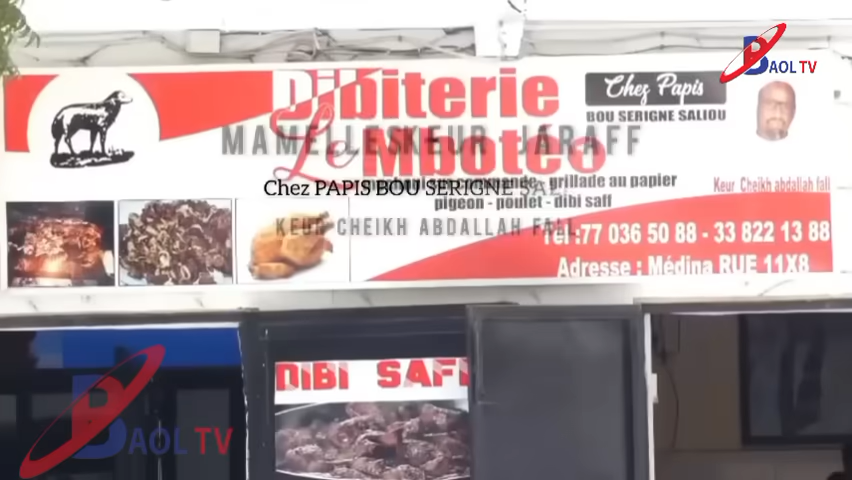 BAOL TV
Dibiterie
Le Mboteo
Chez Papis
BOU SERIGNE SALIOU
MAMELLES KEUR JARAFF
Chez PAPIS BOU SERIGNE SALI
commande - grillade au papier
pigeon - poulet - dibi saff
Keur Cheikh abdallah fall
KEUR CHEIKH ABDALLAH FALL
Tel :77 036 50 88 - 33 822 13 88
Adresse : Médina RUE 11X8
DIBI SAFF
BAOL TV